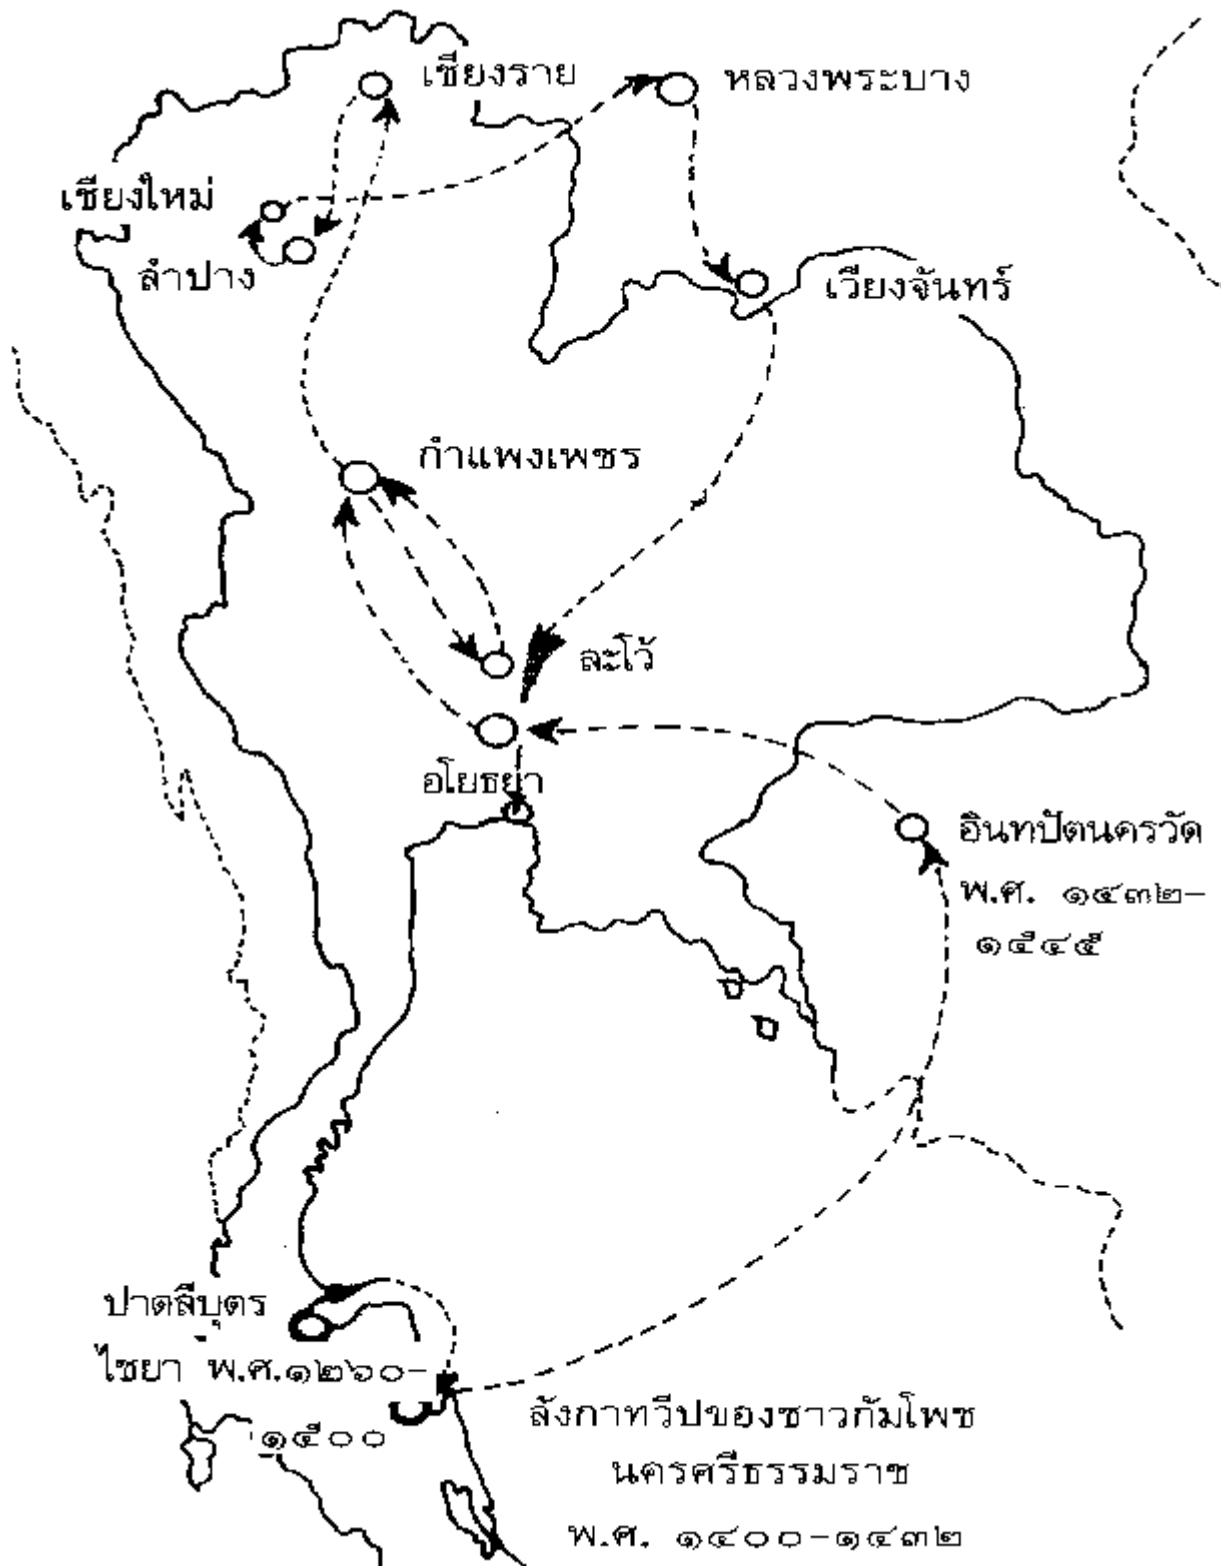 เชียงราย
หลวงพระบาง
เชียงใหม่
ลำปาง
เวียงจันทร์
กำแพงเพชร
ละโว้
อโยธยา
อินทปัตนครวัด
พ.ศ. ๑๔๓๒-
๑๕๔๕
ปาตลีบุตร
ไชยา พ.ศ.๑๒๖๐-
๑๕๐๐
ลังกาทวีปของชาวกัมโพช
นครศรีธรรมราช
พ.ศ. ๑๔๐๐-๑๔๓๒